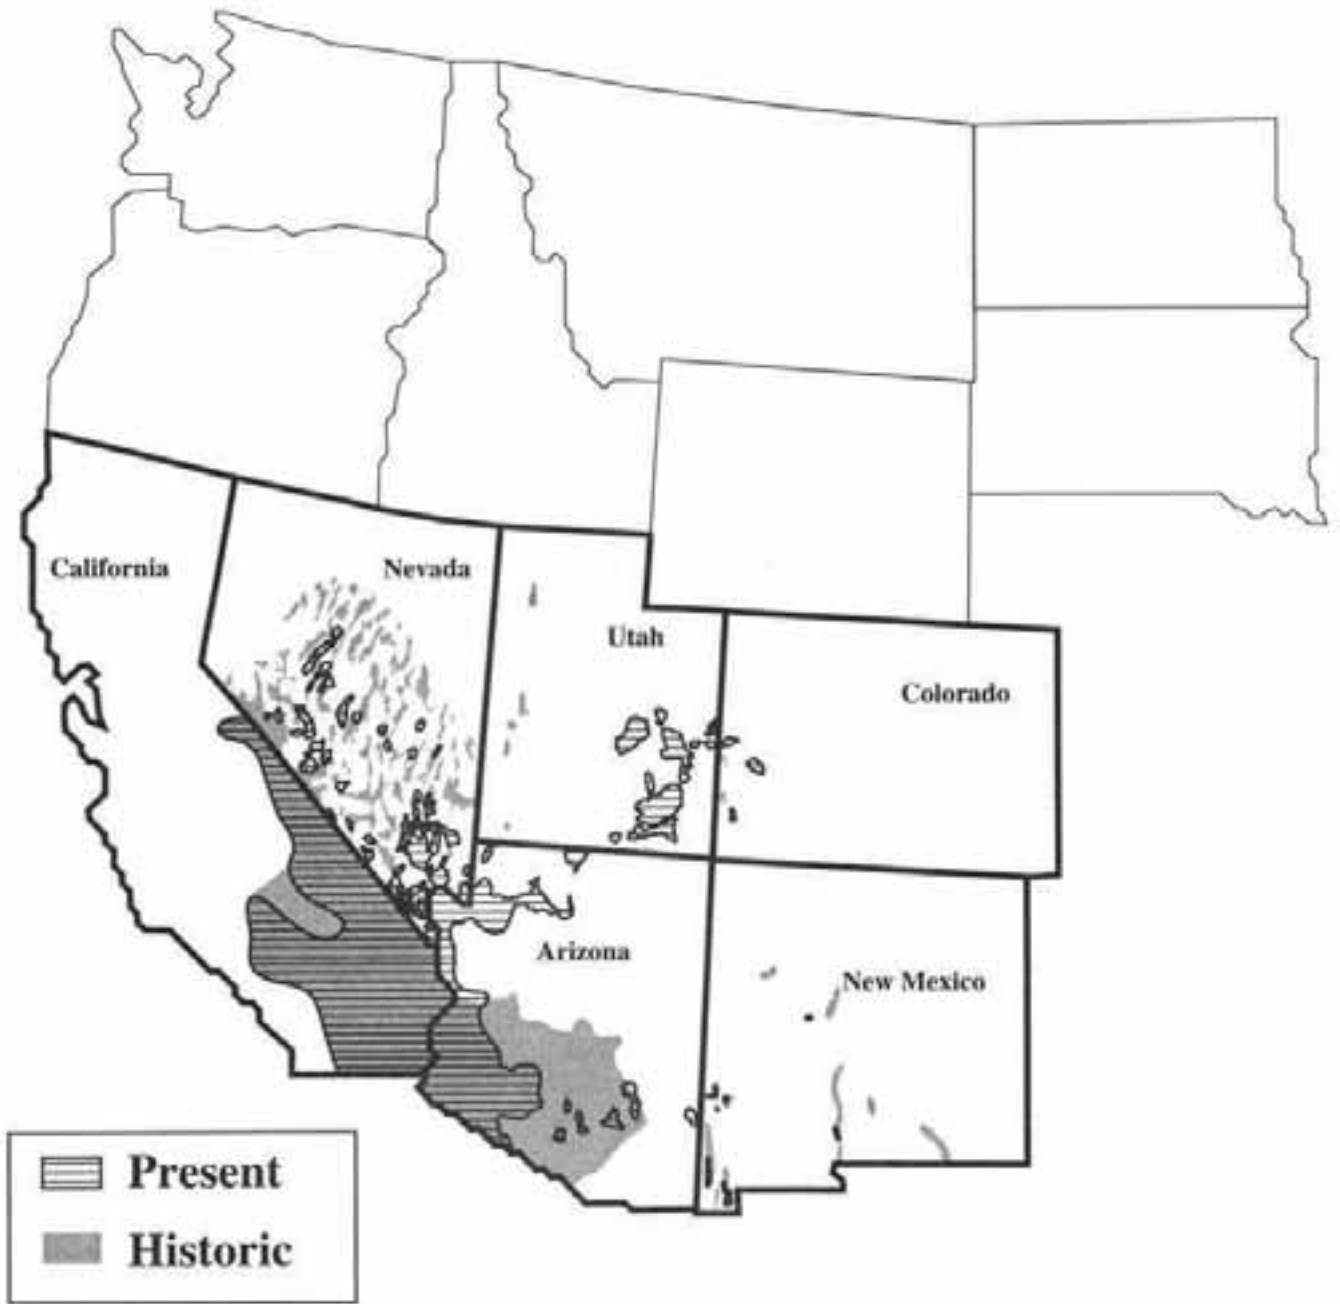 California
Nevada
Utah
Colorado
Arizona
New Mexico
Present
Historic